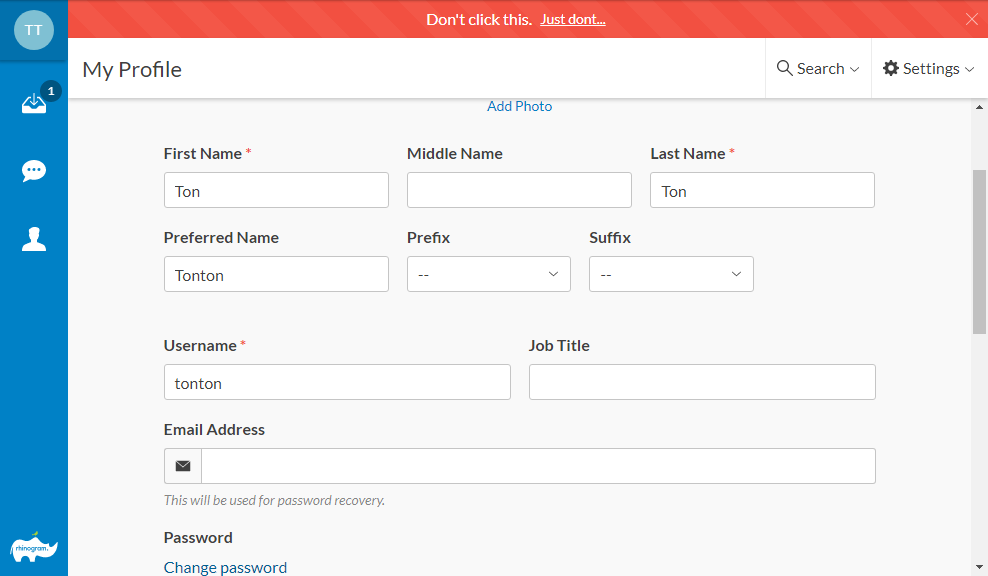 TT
Don't click this. Just dont...
1
My Profile
Search
Settings
Add Photo
First Name *
Middle Name
Last Name *
Ton
Ton
Preferred Name
Prefix
Suffix
Tonton
--
--
Username *
Job Title
tonton
Email Address
This will be used for password recovery.
Password
Change password
rhinogram